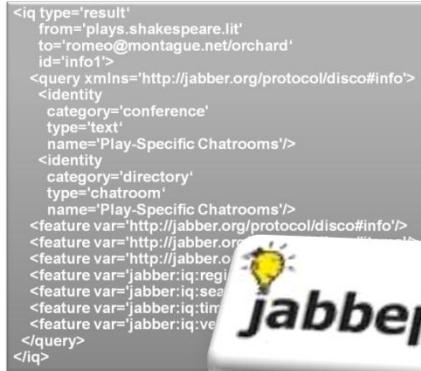 <iq type='result‘
from='plays.shakespeare.lit'
to='romeo@montague.net/orchard‘
id='info1'>
<query xmlns='http://jabber.org/protocol/disco#info'>
<identity
category='conference'
type='text‘
name='Play-Specific Chatrooms'/>
<identity
category='directory‘
type='chatroom‘
name='Play-Specific Chatrooms'/>
<feature var='http://jabber.org/protocol/disco#info'/>
<feature var='http://jabber.org
<feature var='http://jabber.o
<feature var='jabber:iq:regi
<feature var='jabber:iq:sea
<feature var='jabber:iq:tim
<feature var='jabber:iq:ve
</query>
</iq>
jabber